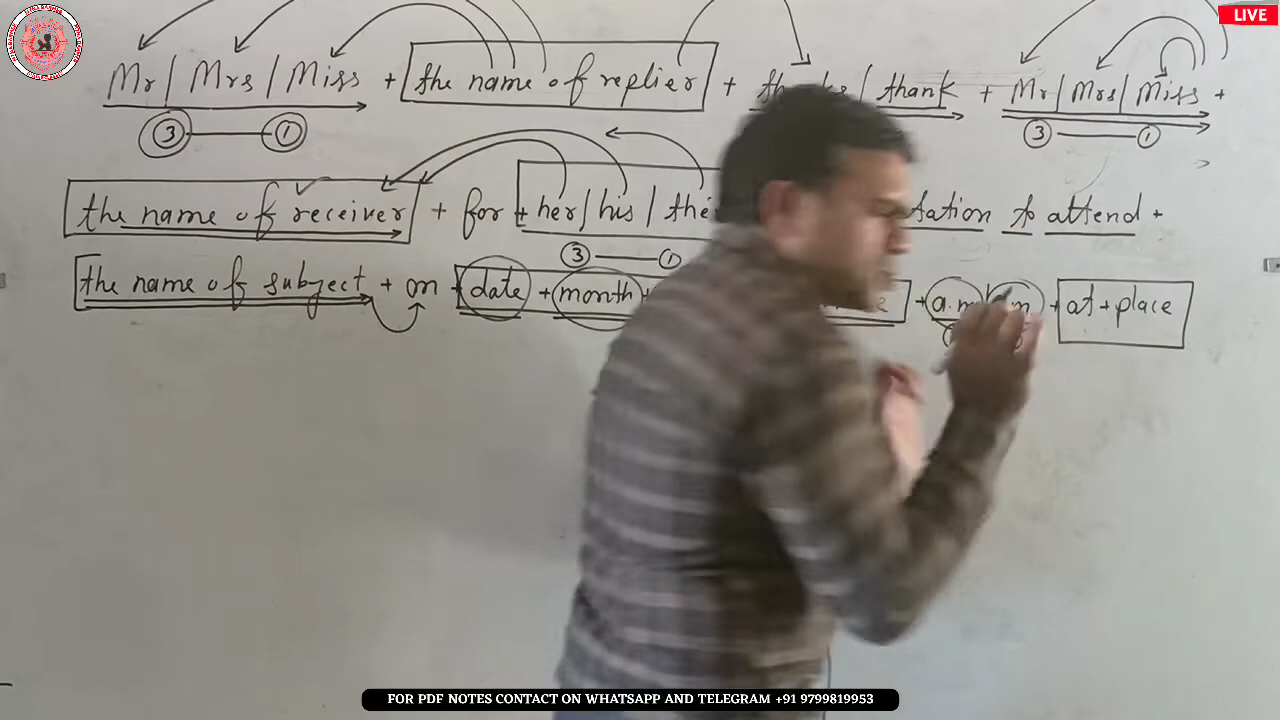 LIVE
Mr / Mrs / Miss + the name of replier + thanks / thank + Mr / Mrs / Miss +
③ ① ③ ①
the name of receiver + for + her / his / to attend +
③ ①
the name of subject + on + date + month + + a.m / + at + place
FOR PDF NOTES CONTACT ON WHATSAPP AND TELEGRAM +91 9799819953